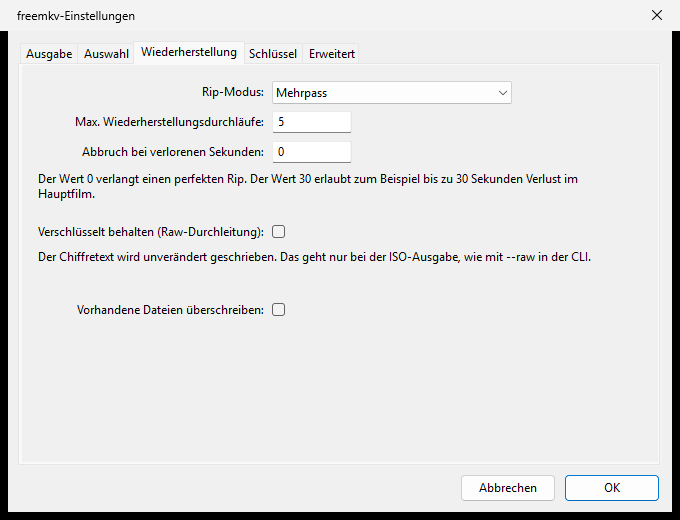 freemkv-Einstellungen
Ausgabe Auswahl Wiederherstellung Schlüssel Erweitert
Rip-Modus: Mehrpass
Max. Wiederherstellungsdurchläufe: 5
Abbruch bei verlorenen Sekunden: 0
Der Wert 0 verlangt einen perfekten Rip. Der Wert 30 erlaubt zum Beispiel bis zu 30 Sekunden Verlust im
Hauptfilm.
Verschlüsselt behalten (Raw-Durchleitung):
Der Chiffretext wird unverändert geschrieben. Das geht nur bei der ISO-Ausgabe, wie mit --raw in der CLI.
Vorhandene Dateien überschreiben:
Abbrechen OK